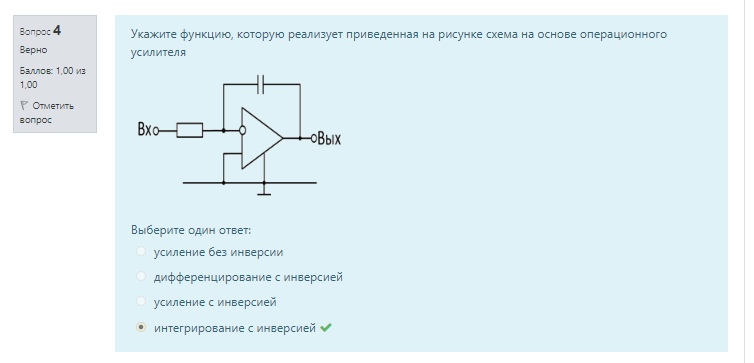 Вопрос 4
Верно
Баллов: 1,00 из
1,00
Отметить
вопрос
Укажите функцию, которую реализует приведенная на рисунке схема на основе операционного
усилителя
Вх
Вых
Выберите один ответ:
усиление без инверсии
дифференцирование с инверсией
усиление с инверсией
интегрирование с инверсией